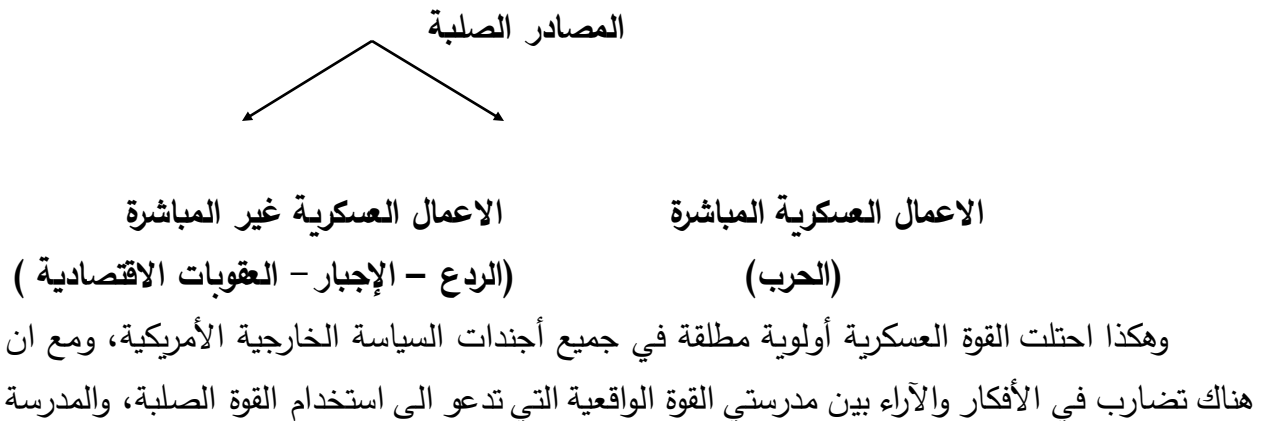 المصادر الصلبة
الاعمال العسكرية المباشرة الاعمال العسكرية غير المباشرة
(الحرب) (الردع – الإجبار- العقوبات الاقتصادية )
وهكذا احتلت القوة العسكرية أولوية مطلقة في جميع أجندات السياسة الخارجية الأمريكية، ومع ان
هناك تضارب في الأفكار والآراء بين مدرستي القوة الواقعية التي تدعو الى استخدام القوة الصلبة، والمدرسة